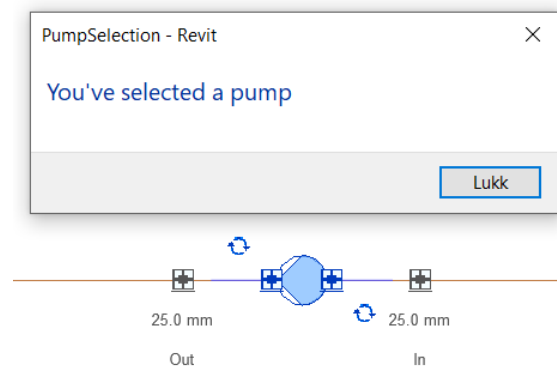 PumpSelection - Revit
You've selected a pump
Lukk
25.0 mm 25.0 mm
Out In